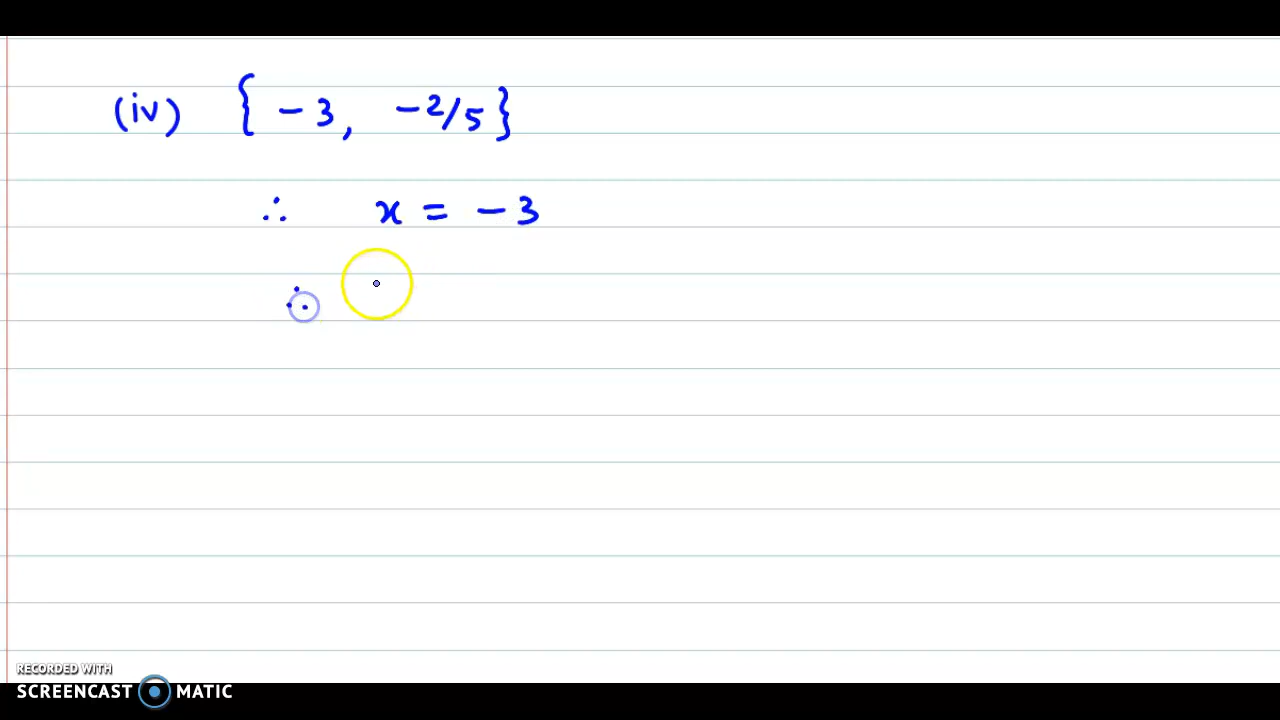 (iv) { -3, -2/5}
∴ x = -3
∴
RECORDED WITH
SCREENCAST MATIC